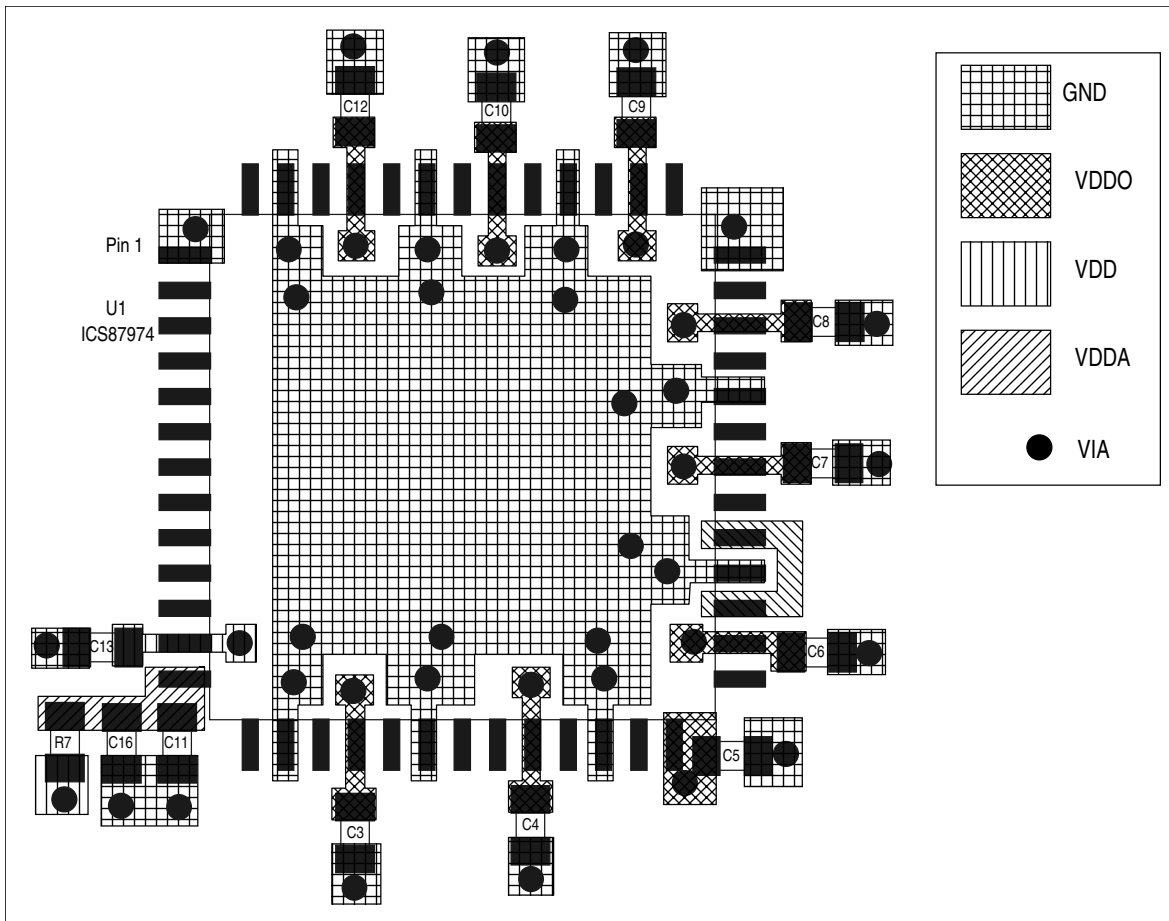 C12
C10
C9
GND
VDDO
Pin 1
VDD
U1
ICS87974
C8
VDDA
VIA
C7
C13
C6
R7
C16
C11
C5
C3
C4